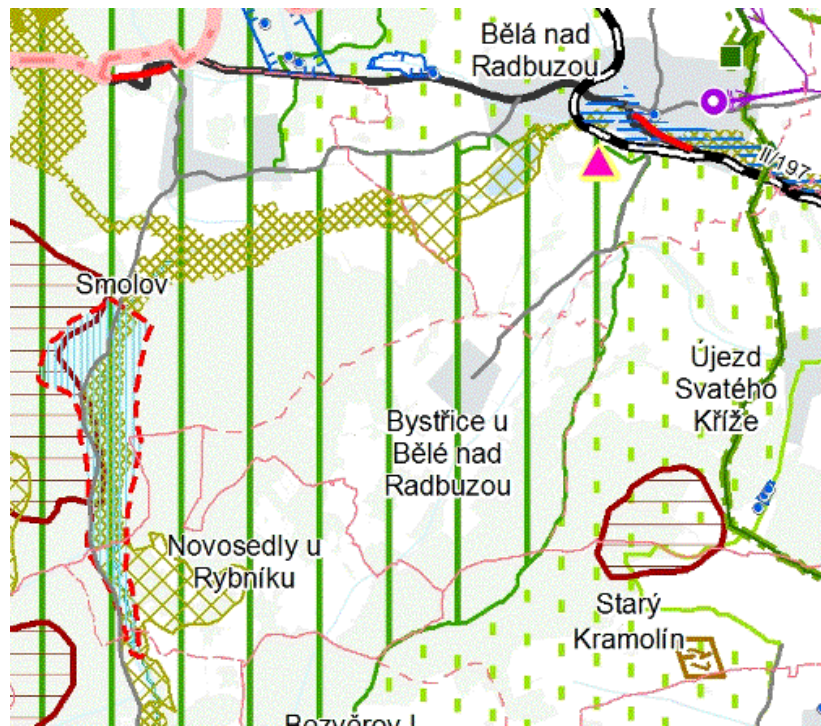 Bělá nad
Radbuzou
II/197
Smolov
Újezd
Svatého
Kříže
Bystřice u
Bělé nad
Radbuzou
Novosedly u
Rybníku
Starý
Kramolín